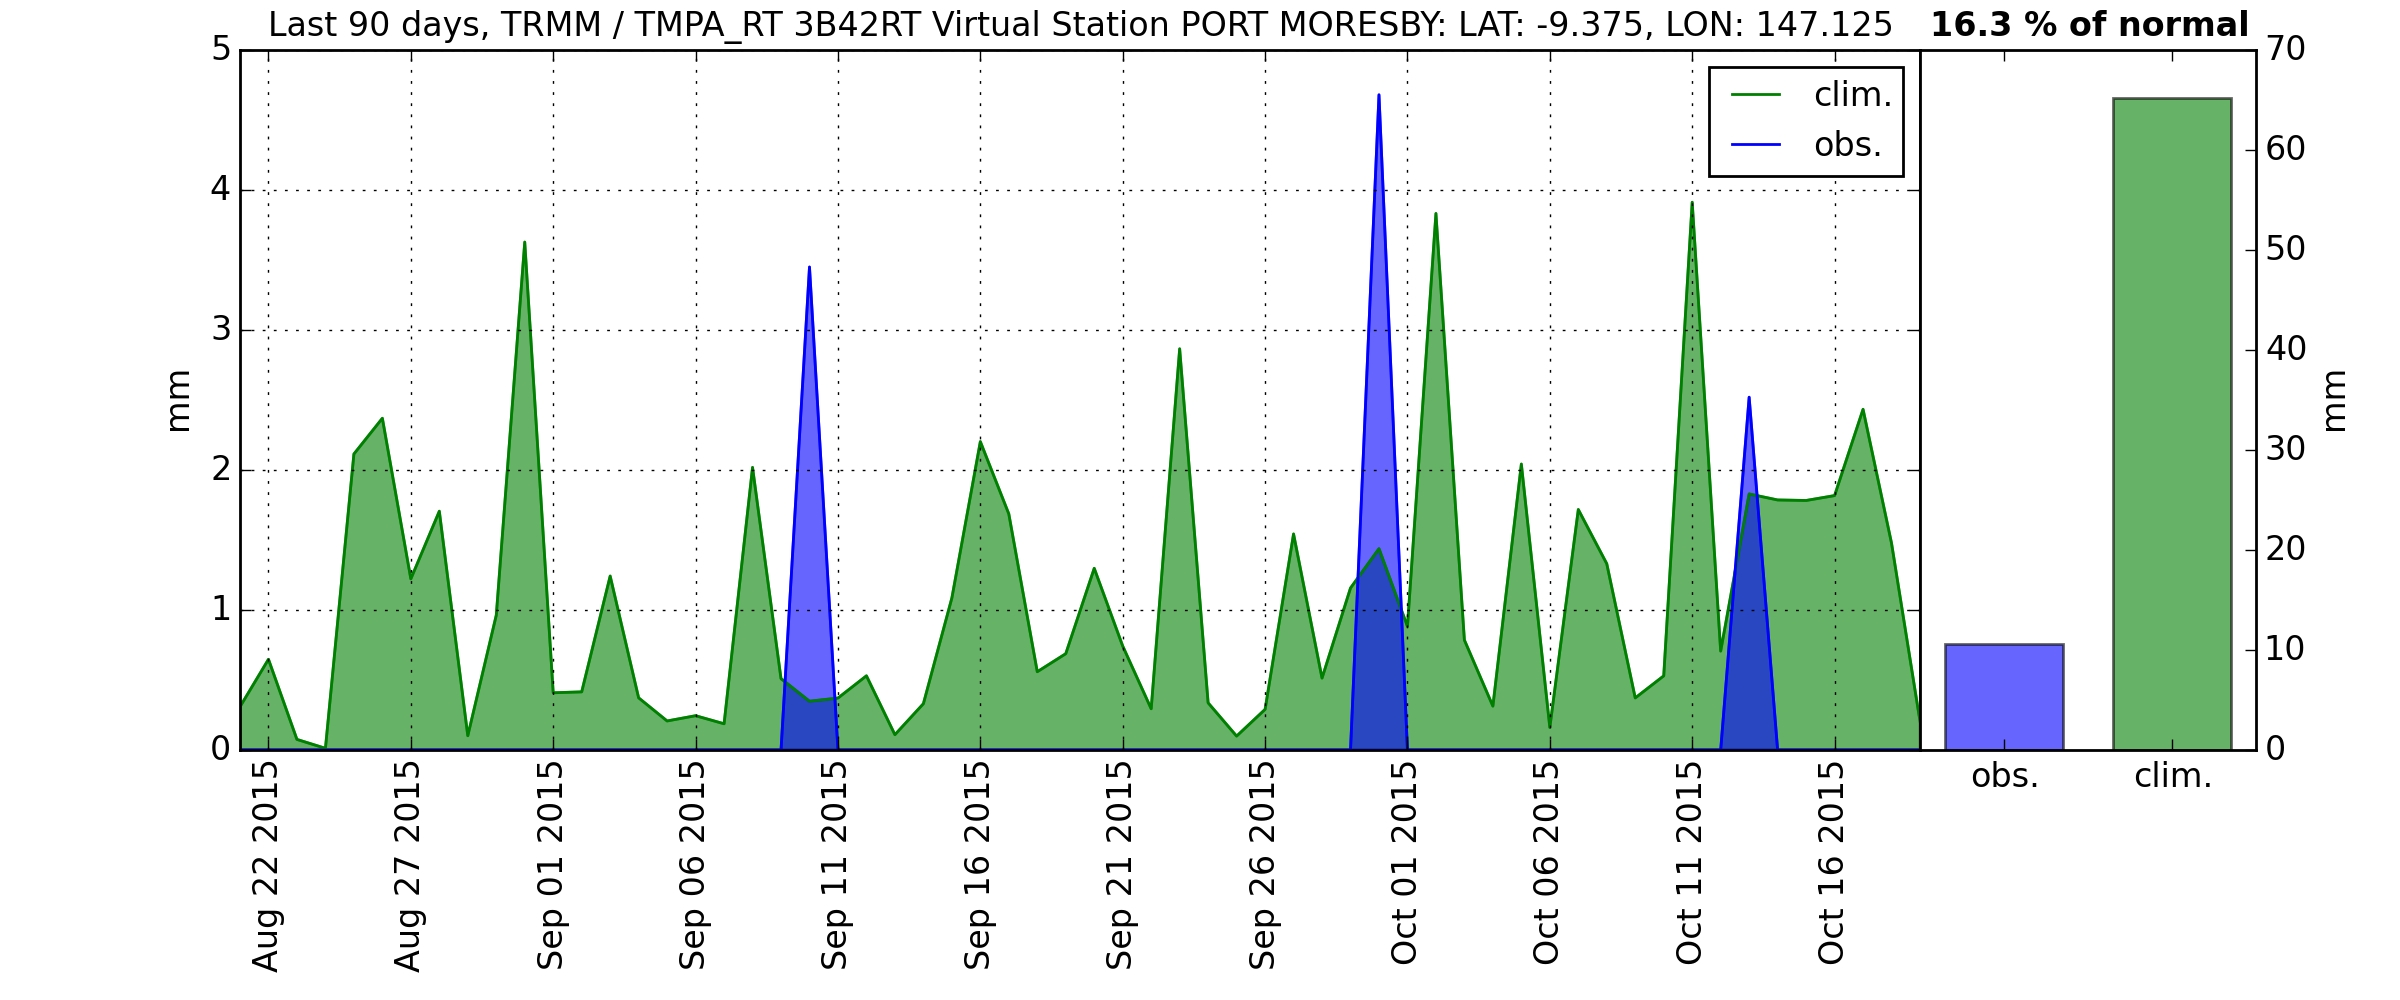 Last 90 days, TRMM / TMPA_RT 3B42RT Virtual Station PORT MORESBY: LAT: -9.375, LON: 147.125
16.3 % of normal
5
4
3
2
1
0
mm
clim.
obs.
70
60
50
40
30
20
10
0
mm
obs.
clim.
Aug 22 2015
Aug 27 2015
Sep 01 2015
Sep 06 2015
Sep 11 2015
Sep 16 2015
Sep 21 2015
Sep 26 2015
Oct 01 2015
Oct 06 2015
Oct 11 2015
Oct 16 2015